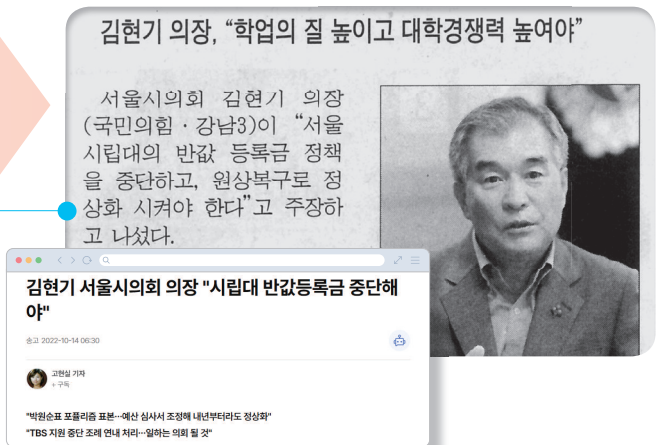 김현기 의장, “학업의 질 높이고 대학경쟁력 높여야”
서울시의회 김현기 의장
(국민의힘 · 강남3)이 “서울
시립대의 반값 등록금 정책
을 중단하고, 원상복구로 정
상화 시켜야 한다”고 주장하
고 나섰다.
김현기 서울시의회 의장 "시립대 반값등록금 중단해
야"
송고 2022-10-14 06:30
고현실 기자
+ 구독
"박원순표 포퓰리즘 표본…예산 심사서 조정해 내년부터라도 정상화"
"TBS 지원 중단 조례 연내 처리…일하는 의회 될 것"